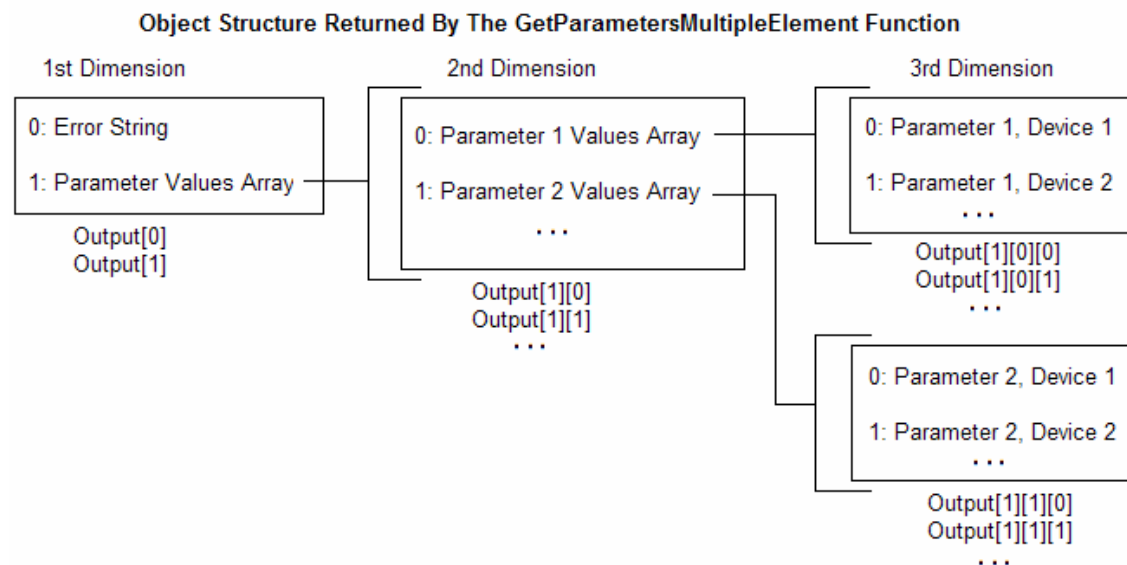 Object Structure Returned By The GetParametersMultipleElement Function
1st Dimension
0: Error String
1: Parameter Values Array
Output[0]
Output[1]
2nd Dimension
0: Parameter 1 Values Array
1: Parameter 2 Values Array
...
Output[1][0]
Output[1][1]
...
3rd Dimension
0: Parameter 1, Device 1
1: Parameter 1, Device 2
...
Output[1][0][0]
Output[1][0][1]
...
0: Parameter 2, Device 1
1: Parameter 2, Device 2
...
Output[1][1][0]
Output[1][1][1]
...